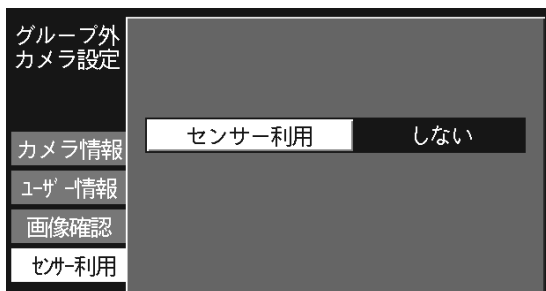 グループ外
カメラ設定
センサー利用 しない
カメラ情報
ﾕｰｻﾞｰ情報
画像確認
ｾﾝｻｰ利用